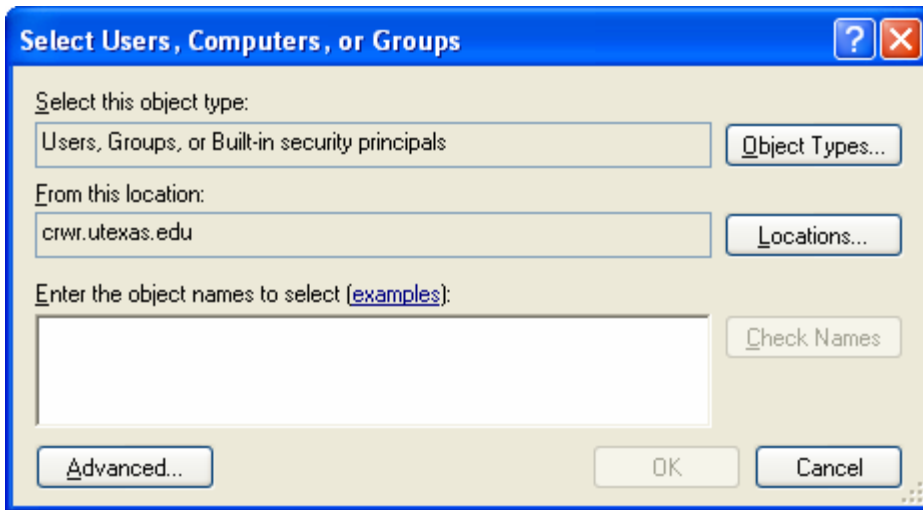 Select Users, Computers, or Groups
Select this object type:
Users, Groups, or Built-in security principals
Object Types...
From this location:
crwr.utexas.edu
Locations...
Enter the object names to select (examples):
Check Names
Advanced...
OK
Cancel